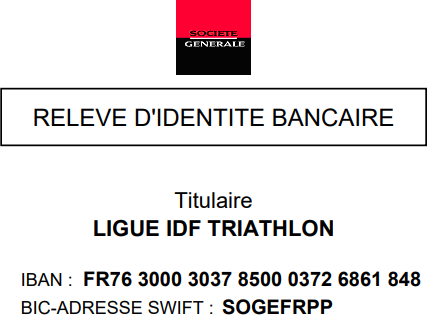 SOCIETE
GENERALE
RELEVE D'IDENTITE BANCAIRE
Titulaire
LIGUE IDF TRIATHLON
IBAN : FR76 3000 3037 8500 0372 6861 848
BIC-ADRESSE SWIFT : SOGEFRPP